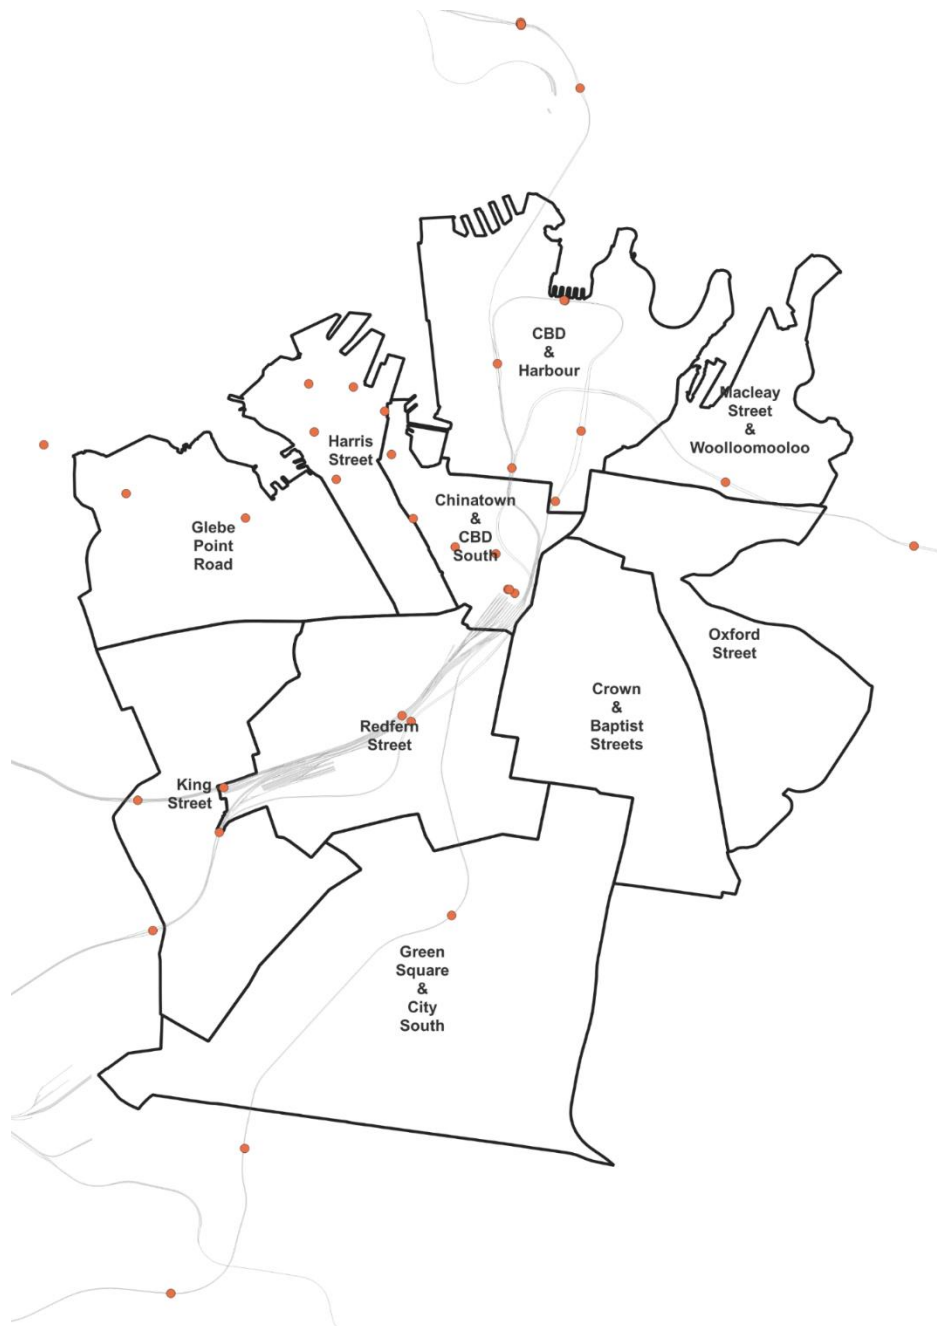 CBD
&
Harbour
Macleay
Street
&
Woolloomooloo
Harris
Street
Chinatown
&
CBD
South
Glebe
Point
Road
Oxford
Street
Crown
&
Baptist
Streets
Redfern
Street
King
Street
Green
Square
&
City
South